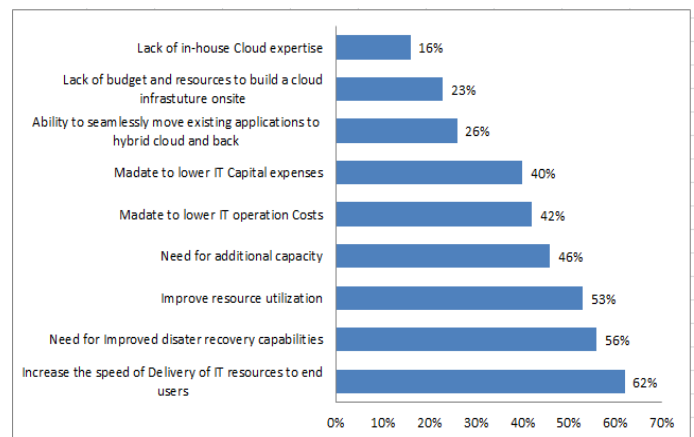 Lack of in-house Cloud expertise
16%
Lack of budget and resources to build a cloud
infrastuture onsite
23%
Ability to seamlessly move existing applications to
hybrid cloud and back
26%
Madate to lower IT Capital expenses
40%
Madate to lower IT operation Costs
42%
Need for additional capacity
46%
Improve resource utilization
53%
Need for Improved disater recovery capabilities
56%
Increase the speed of Delivery of IT resources to end
users
62%
0% 10% 20% 30% 40% 50% 60% 70%